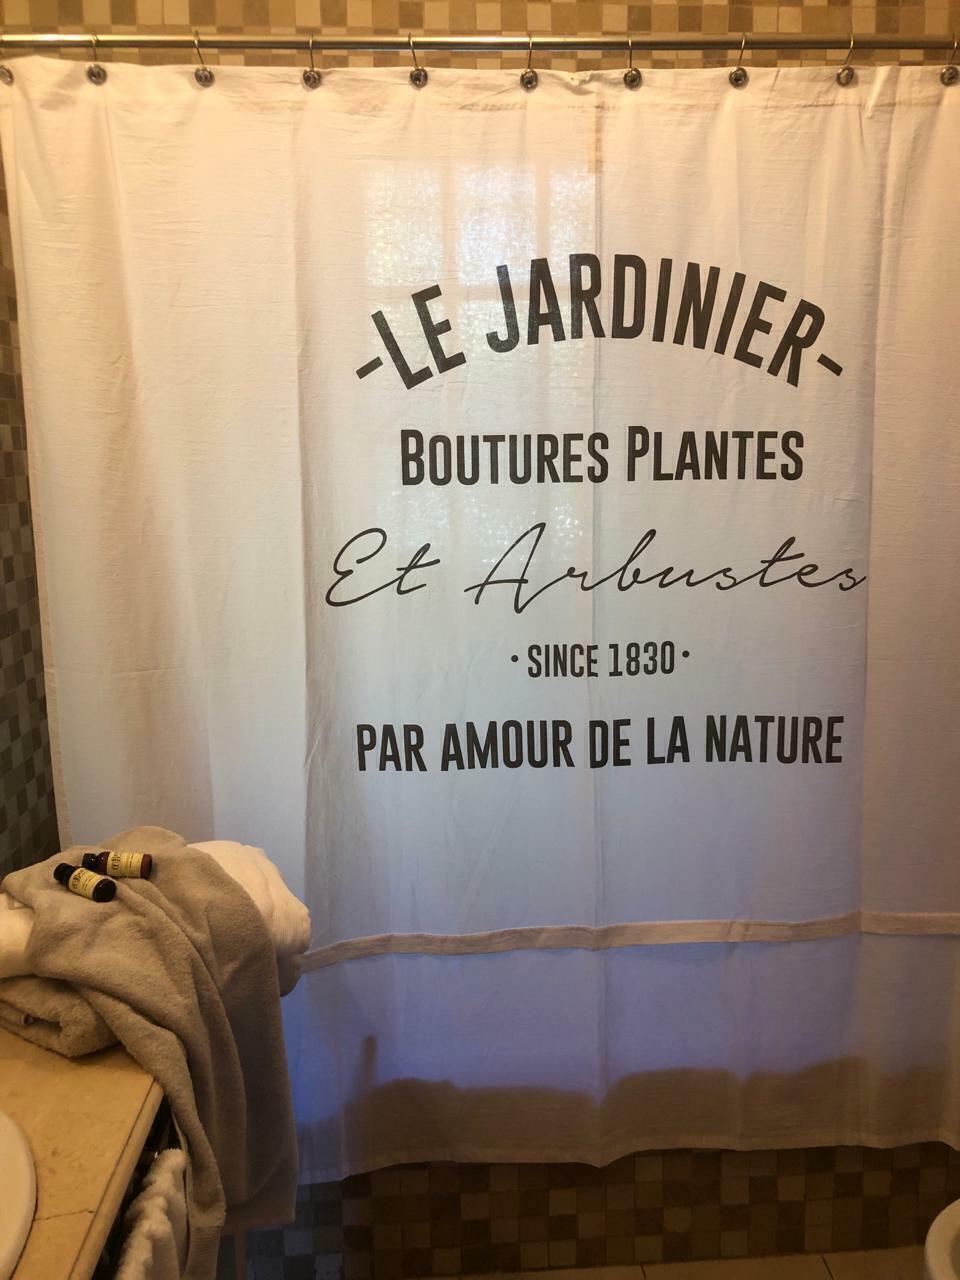 -LE JARDINIER-
BOUTURES PLANTES
Et Arbustes
·SINCE 1830·
PAR AMOUR DE LA NATURE